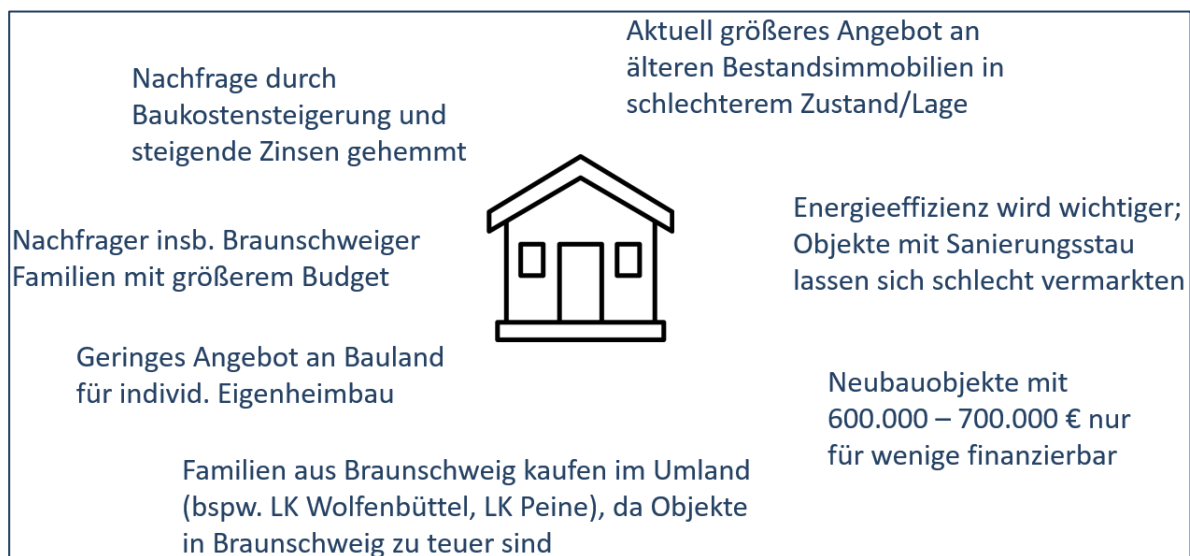 Aktuell größeres Angebot an
älteren Bestandsimmobilien in
schlechterem Zustand/Lage
Nachfrage durch
Baukostensteigerung und
steigende Zinsen gehemmt
Energieeffizienz wird wichtiger;
Objekte mit Sanierungsstau
lassen sich schlecht vermarkten
Nachfrager insb. Braunschweiger
Familien mit größerem Budget
Geringes Angebot an Bauland
für individ. Eigenheimbau
Neubauobjekte mit
600.000 – 700.000 € nur
für wenige finanzierbar
Familien aus Braunschweig kaufen im Umland
(bspw. LK Wolfenbüttel, LK Peine), da Objekte
in Braunschweig zu teuer sind